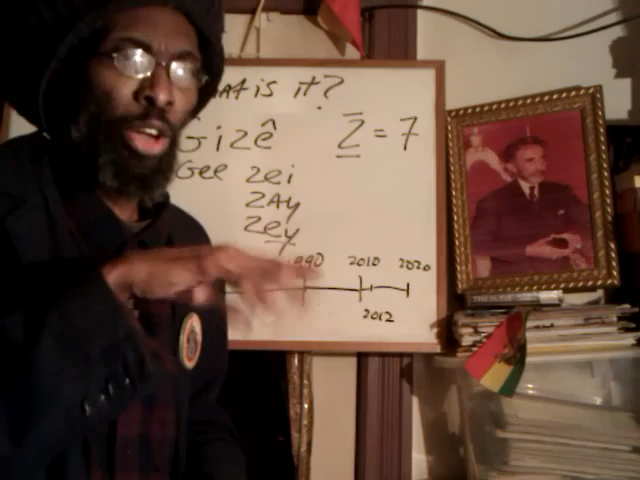 is it?
Gizê Z = 7
Gee zei
zAy
zey
2010 2020
2012